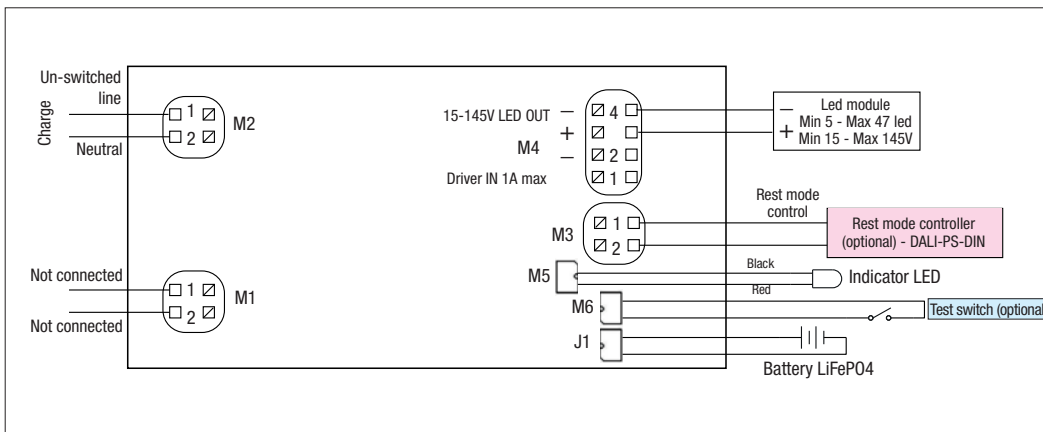 Un-switched
line
Charge
Neutral
1
2
M2
15-145V LED OUT
−
+
M4
−
Driver IN 1A max
4
2
1
−
+
Led module
Min 5 - Max 47 led
Min 15 - Max 145V
Rest mode
control
M3
1
2
Rest mode controller
(optional) - DALI-PS-DIN
Not connected
Not connected
1
2
M1
M5
Black
Red
Indicator LED
M6
Test switch (optional
J1
Battery LiFePO4